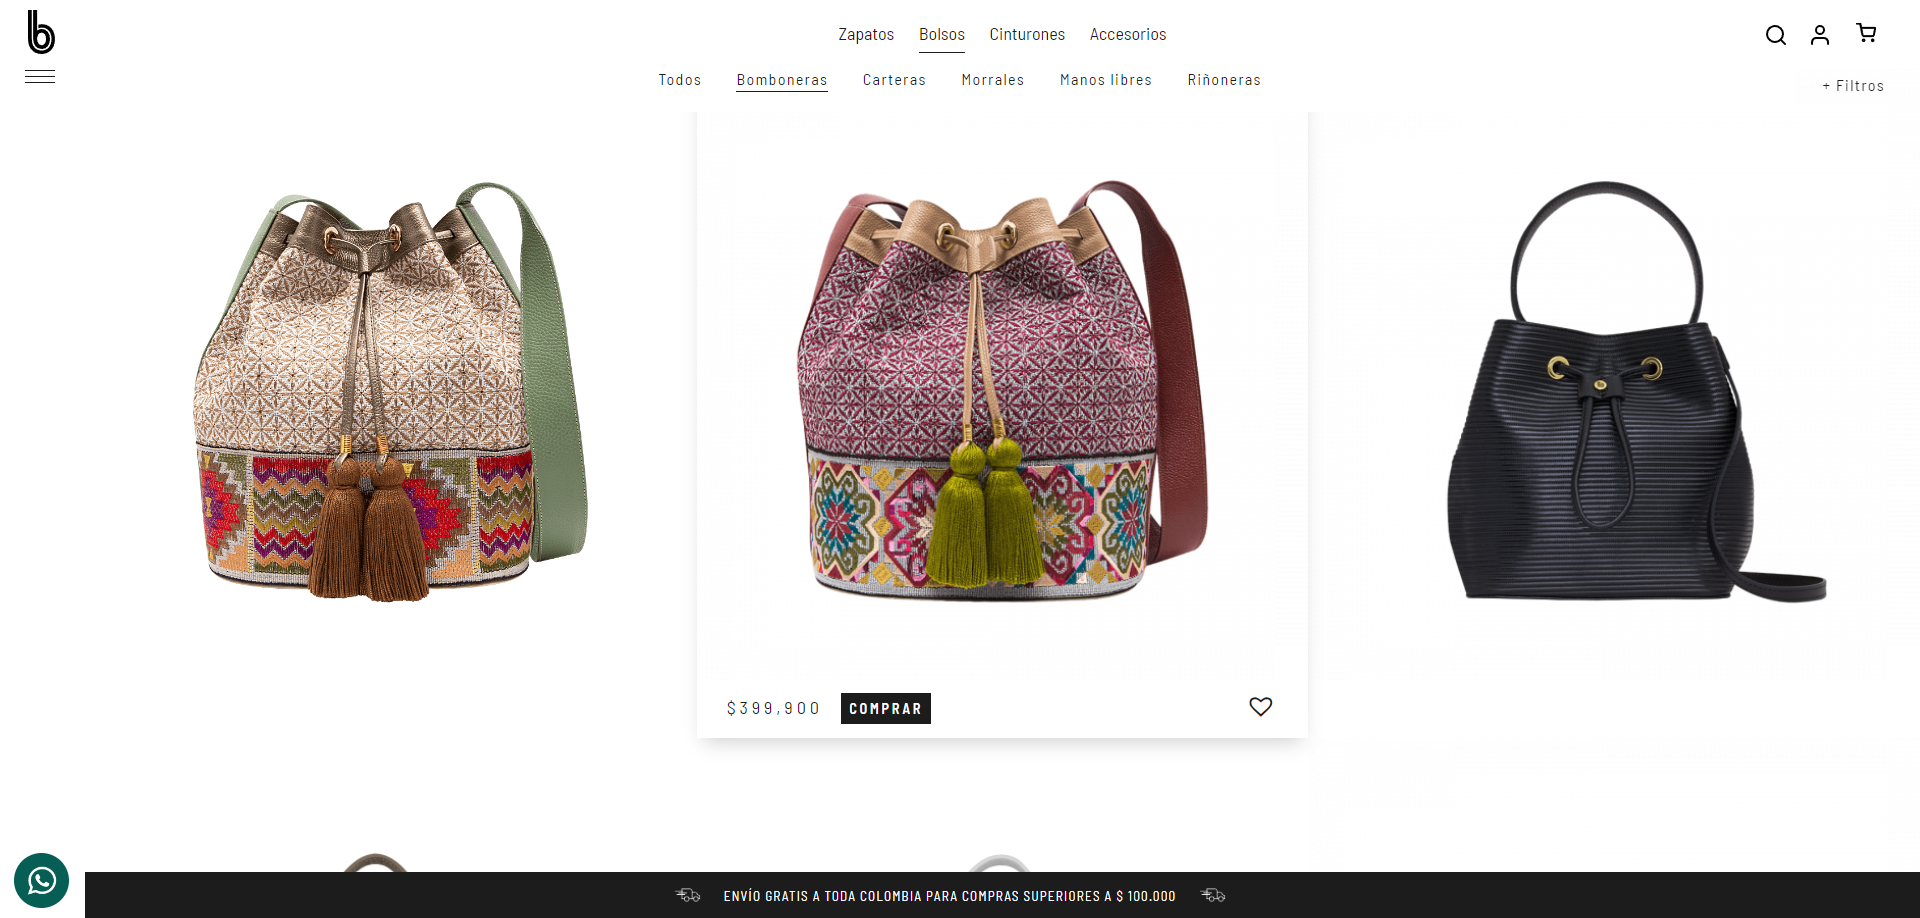 b
Zapatos Bolsos Cinturones Accesorios
Todos Bomboneras Carteras Morrales Manos libres Riñoneras
+ Filtros
$399,900 COMPRAR
ENVÍO GRATIS A TODA COLOMBIA PARA COMPRAS SUPERIORES A $ 100.000